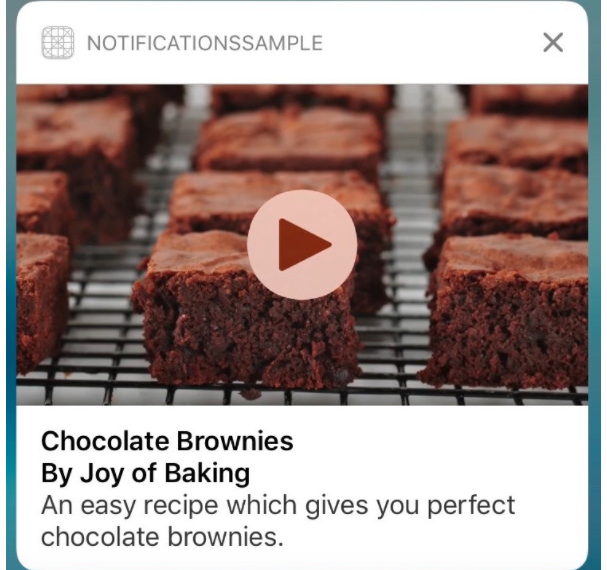 NOTIFICATIONSSAMPLE
Chocolate Brownies
By Joy of Baking
An easy recipe which gives you perfect
chocolate brownies.